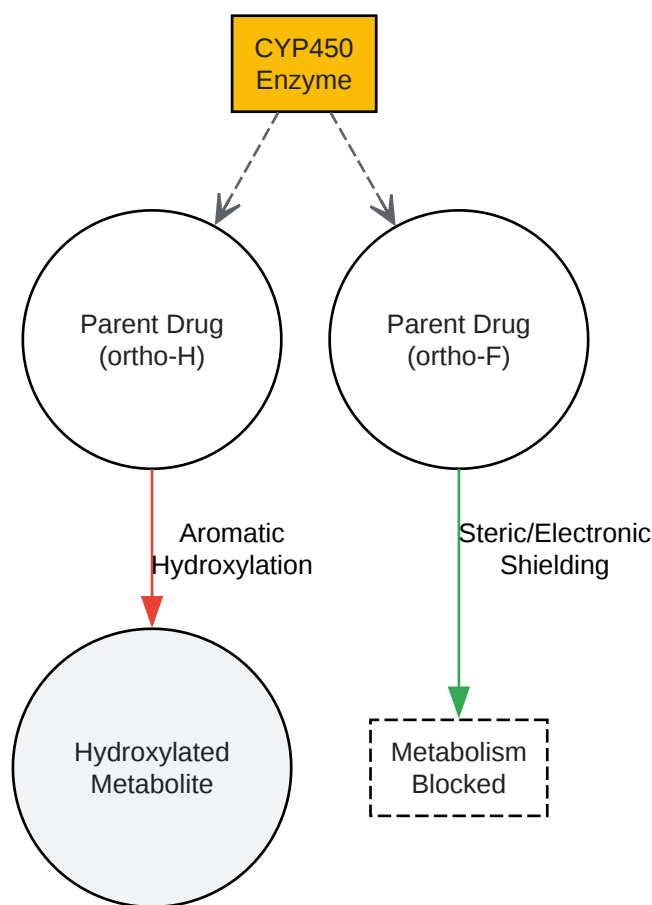 CYP450
Enzyme
Parent Drug
(ortho-H)
Parent Drug
(ortho-F)
Aromatic
Hydroxylation
Steric/Electronic
Shielding
Hydroxylated
Metabolite
Metabolism
Blocked